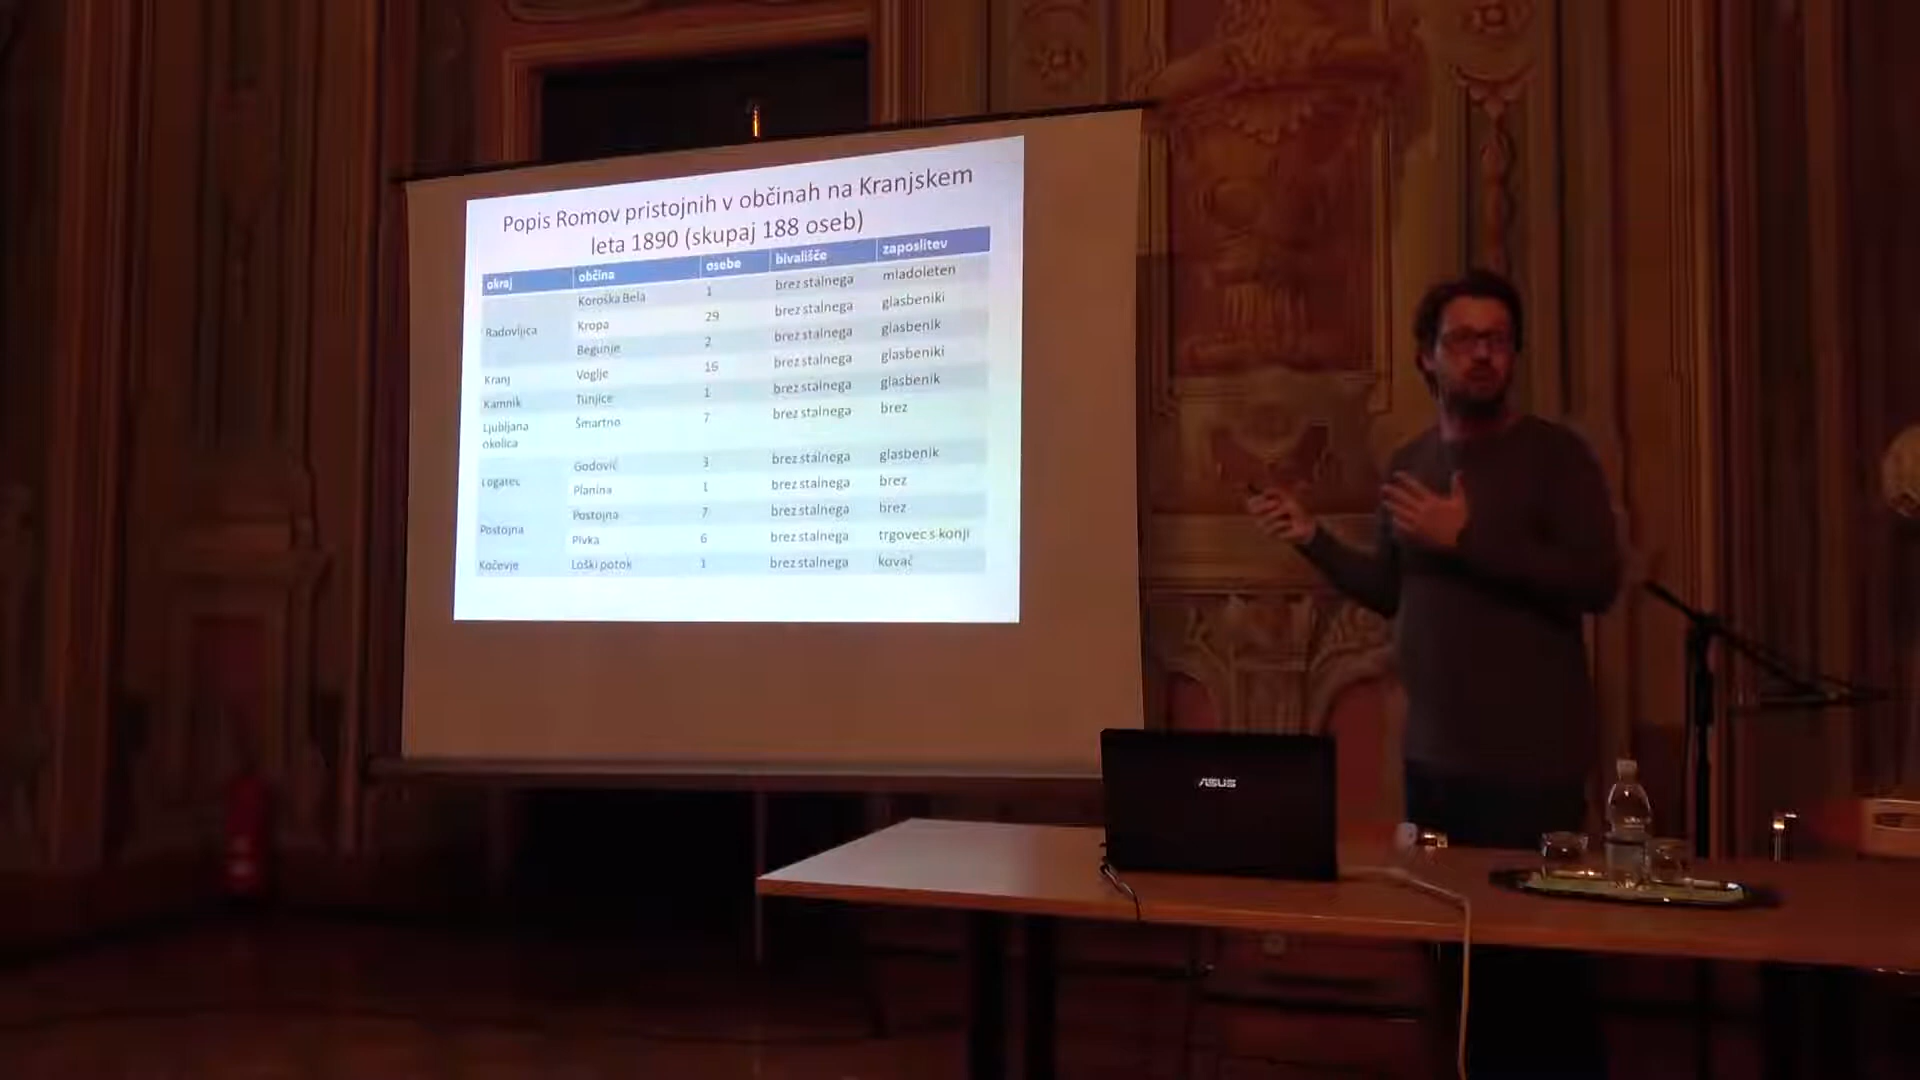 Popis Romov pristojnih v občinah na Kranjskem
leta 1890 (skupaj 188 oseb)
okraj občina osebe bivališče zaposlitev
Radovljica Koroška Bela 1 brez stalnega mladoleten
Kropa 29 brez stalnega glasbeniki
Begunje 2 brez stalnega glasbenik
Kranj Voglje 16 brez stalnega glasbeniki
Kamnik Tunjice 1 brez stalnega glasbenik
Ljubljana okolica Šmartno 7 brez stalnega brez
Logatec Godovič 3 brez stalnega glasbenik
Planina 1 brez stalnega brez
Postojna Postojna 7 brez stalnega brez
Pivka 6 brez stalnega trgovec s konji
Kočevje Loški potok 1 brez stalnega kovač
ASUS